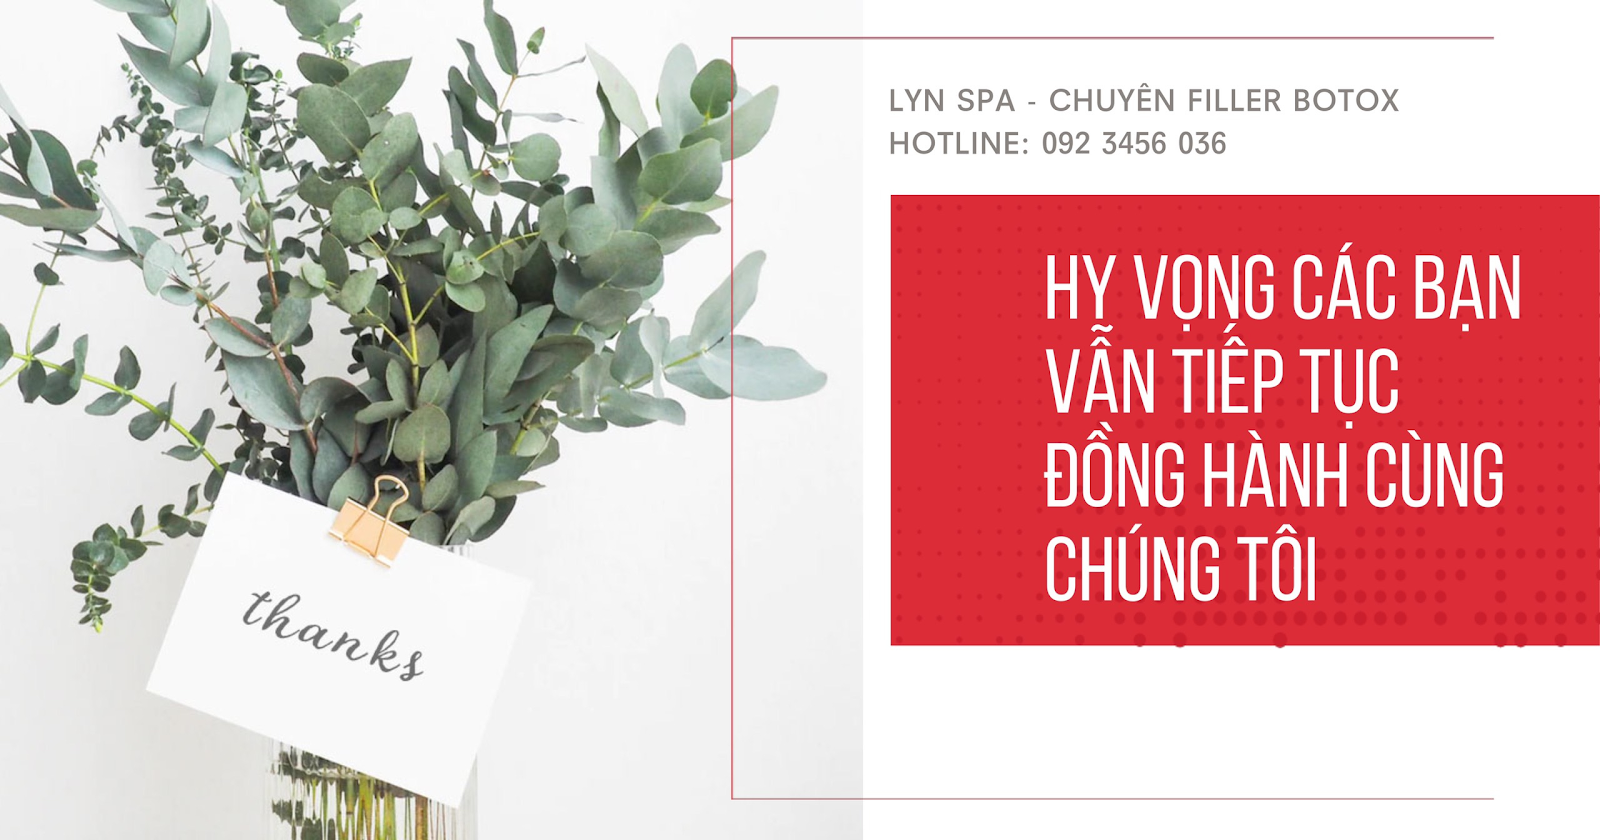 LYN SPA - CHUYÊN FILLER BOTOX
HOTLINE: 092 3456 036
HY VỌNG CÁC BẠN
VẪN TIẾP TỤC
ĐỒNG HÀNH CÙNG
CHÚNG TÔI
thanks